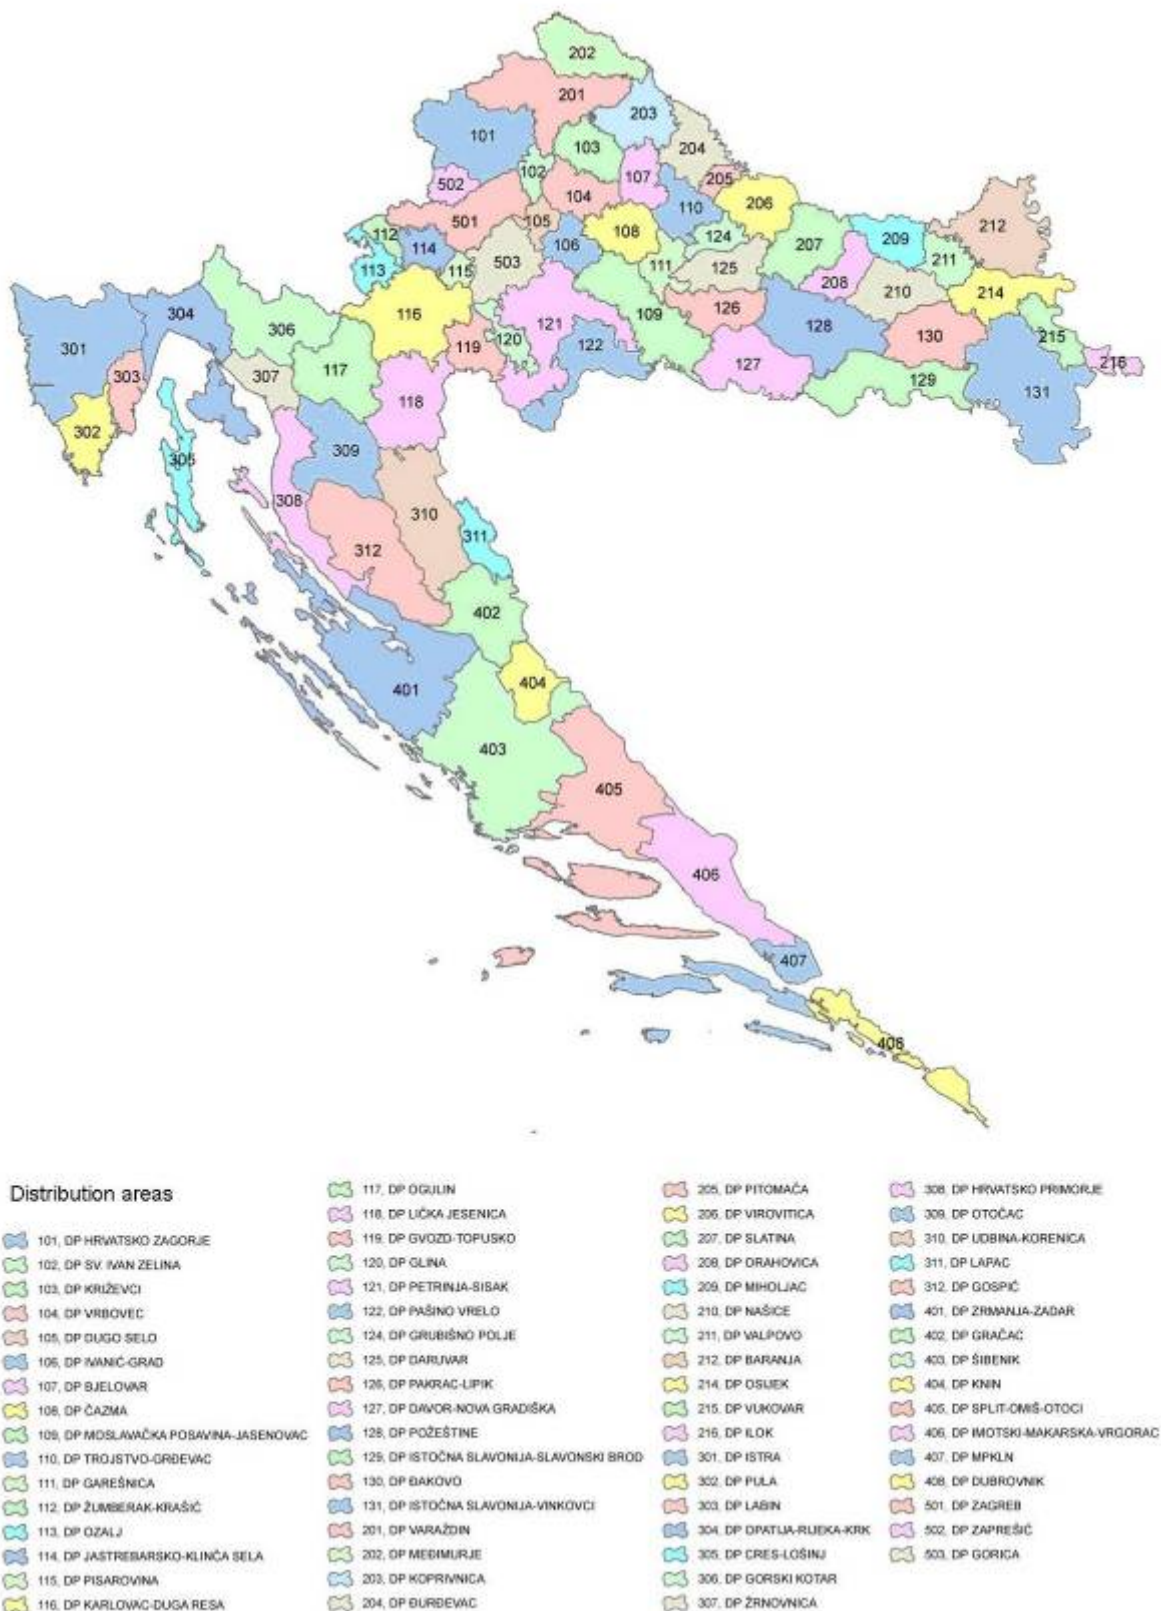 202
201
203
101
103
204
102
107
205
502
104
110
206
212
501
105
108
124
207
209
112
114
106
211
113
115
503
111
125
208
210
214
304
116
121
109
126
128
130
215
301
306
119
120
122
216
303
307
117
127
129
131
118
302
309
305
308
310
312
311
402
404
401
403
405
406
407
408
Distribution areas
101, DP HRVATSKO ZAGORJE
102, DP SV. IVAN ZELINA
103, DP KRIŽEVCI
104, DP VRBOVEC
105, DP DUGO SELO
106, DP IVANIĆ-GRAD
107, DP BJELOVAR
108, DP ČAZMA
109, DP MOSLAVAČKA POSAVINA-JASENOVAC
110, DP TROJSTVO-GRĐEVAC
111, DP GAREŠNICA
112, DP ŽUMBERAK-KRAŠIĆ
113, DP OZALJ
114, DP JASTREBARSKO-KLINČA SELA
115, DP PISAROVINA
116, DP KARLOVAC-DUGA RESA
117, DP OGULIN
118, DP LIČKA JESENICA
119, DP GVOZD-TOPUSKO
120, DP GLINA
121, DP PETRINJA-SISAK
122, DP PAŠINO VRELO
124, DP GRUBIŠNO POLJE
125, DP DARUVAR
126, DP PAKRAC-LIPIK
127, DP DAVOR-NOVA GRADIŠKA
128, DP POŽEŠTINE
129, DP ISTOČNA SLAVONIJA-SLAVONSKI BROD
130, DP ĐAKOVO
131, DP ISTOČNA SLAVONIJA-VINKOVCI
201, DP VARAŽDIN
202, DP MEĐIMURJE
203, DP KOPRIVNICA
204, DP ĐURĐEVAC
205, DP PITOMAČA
206, DP VIROVITICA
207, DP SLATINA
208, DP ORAHOVICA
209, DP MIHOLJAC
210, DP NAŠICE
211, DP VALPOVO
212, DP BARANJA
214, DP OSIJEK
215, DP VUKOVAR
216, DP ILOK
301, DP ISTRA
302, DP PULA
303, DP LABIN
304, DP OPATIJA-RIJEKA-KRK
305, DP CRES-LOŠINJ
306, DP GORSKI KOTAR
307, DP ŽRNOVNICA
308, DP HRVATSKO PRIMORJE
309, DP OTOČAC
310, DP UDBINA-KORENICA
311, DP LAPAC
312, DP GOSPIĆ
401, DP ZRMANJA-ZADAR
402, DP GRAČAC
403, DP ŠIBENIK
404, DP KNIN
405, DP SPLIT-OMIŠ-OTOCI
406, DP IMOTSKI-MAKARSKA-VRGORAC
407, DP MPKLN
408, DP DUBROVNIK
501, DP ZAGREB
502, DP ZAPREŠIĆ
503, DP GORICA